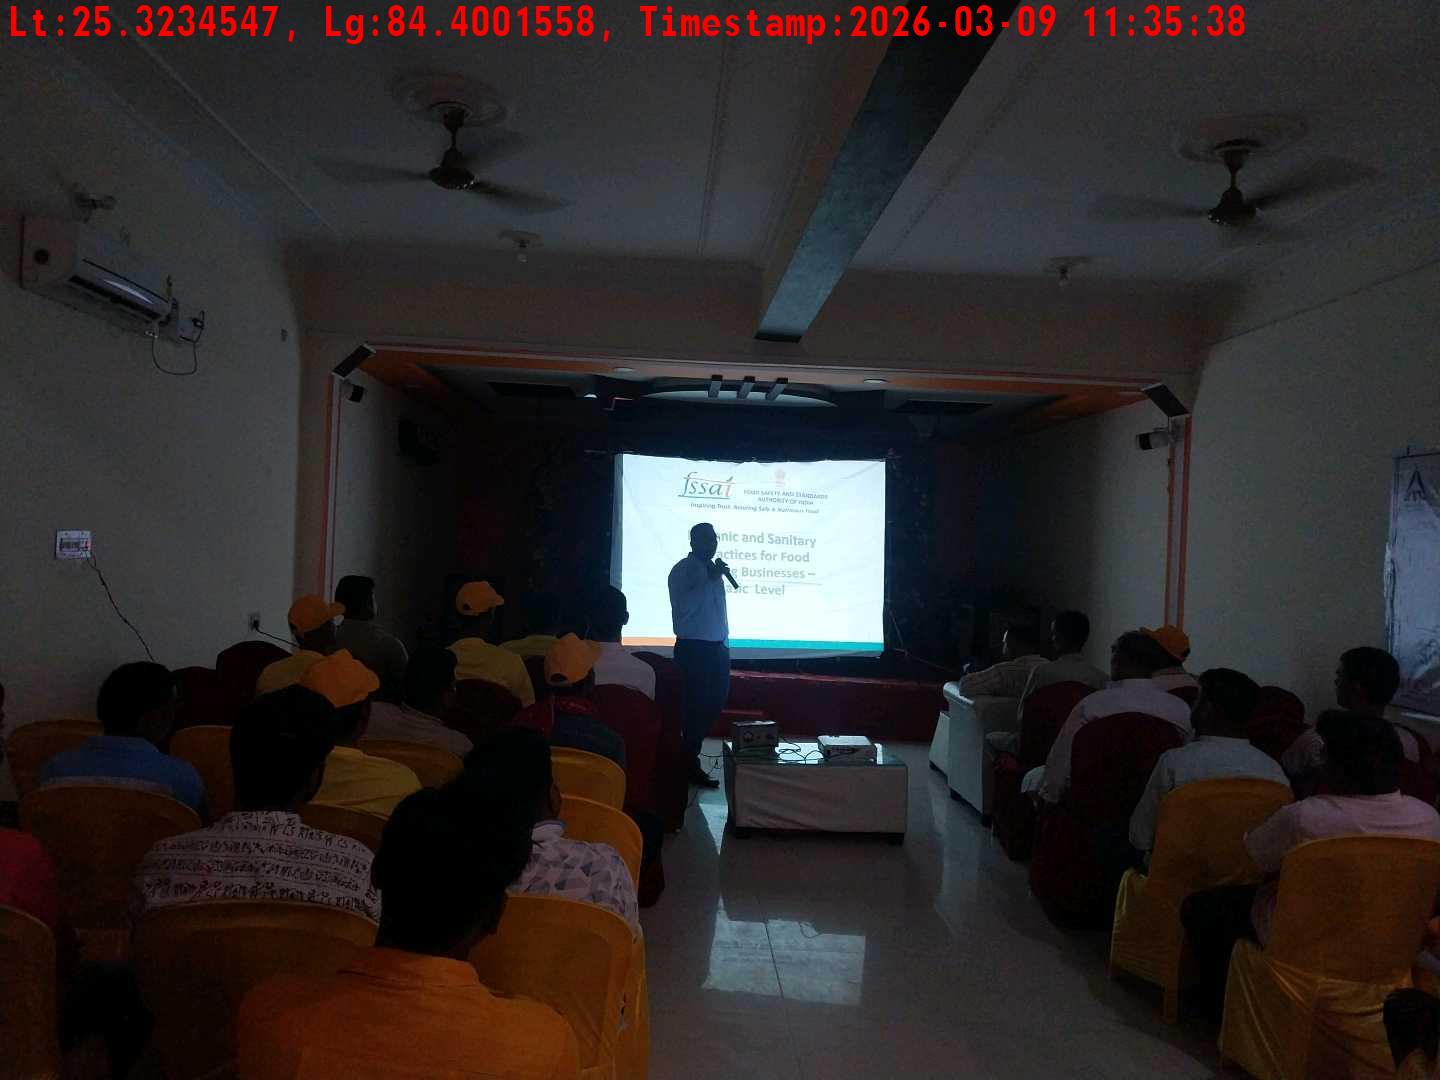 Lt:25.3234547, Lg:84.4001558, Timestamp:2026-03-09 11:35:38
fssai
FOOD SAFETY AND STANDARDS
AUTHORITY OF INDIA
Inspiring Trust, Assuring Safe & Nutritious Food
and Sanitary
for Food
Businesses –
Level